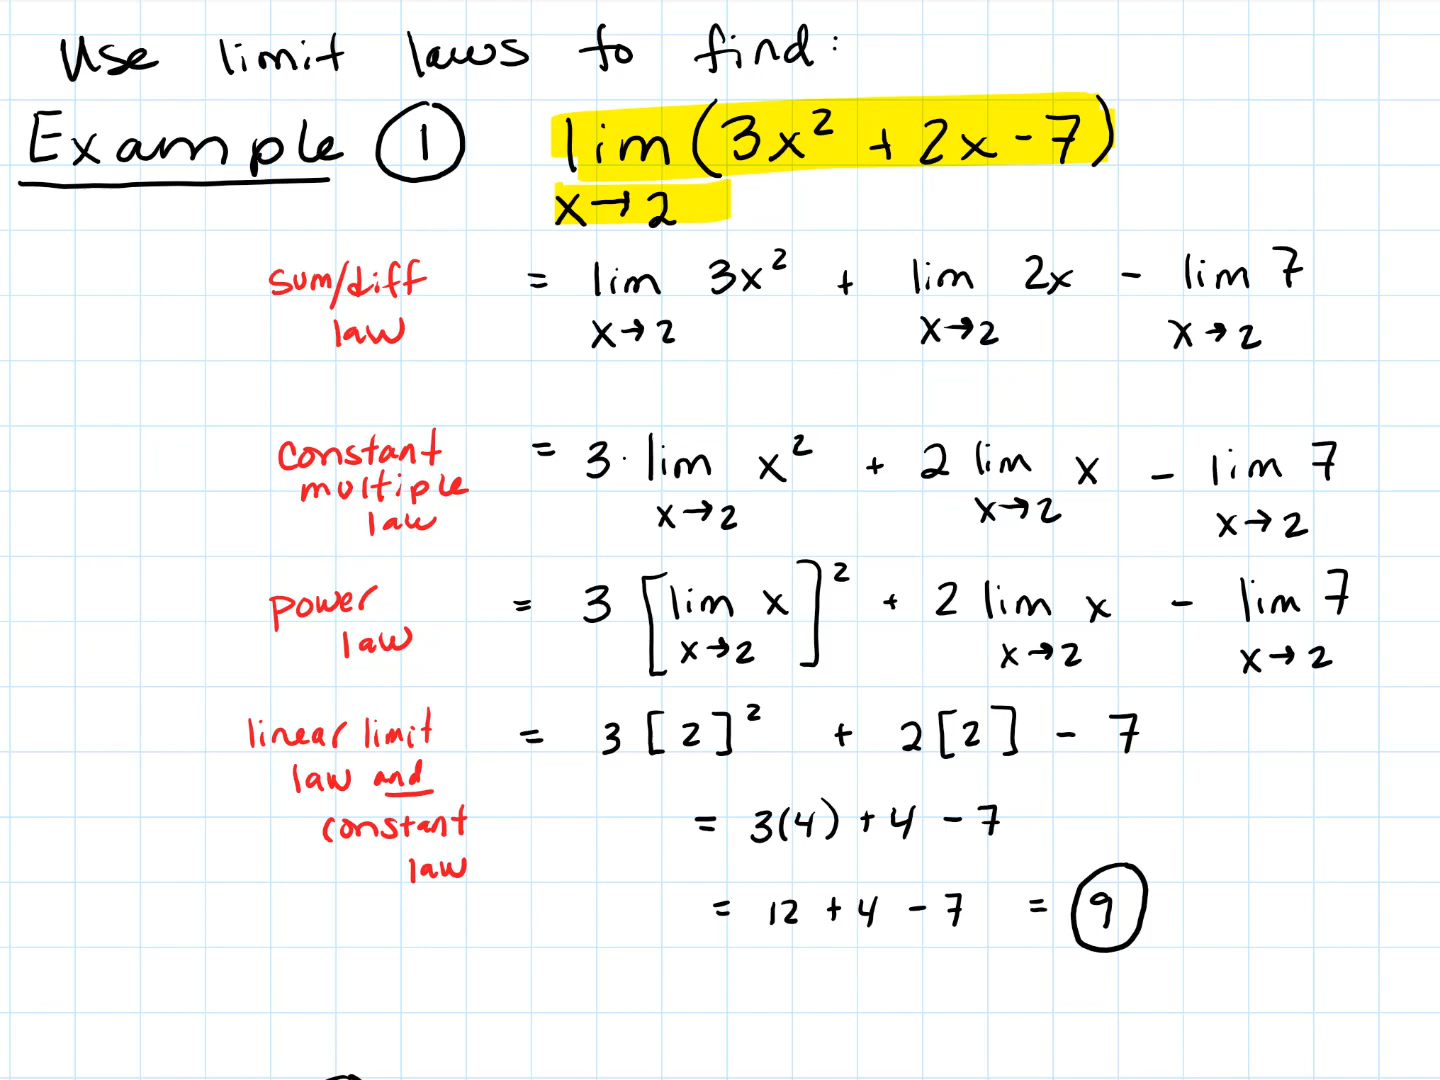 Use limit laws to find:
Example ① lim (3x² + 2x - 7)
x→2
sum/diff = lim 3x² + lim 2x - lim 7
law x→2 x→2 x→2
constant = 3· lim x² + 2 lim x - lim 7
multiple x→2 x→2 x→2
law
power = 3 [lim x]² + 2 lim x - lim 7
law x→2 x→2 x→2
linear limit = 3[2]² + 2[2] - 7
law and
constant = 3(4) + 4 - 7
law
= 12 + 4 - 7 = 9